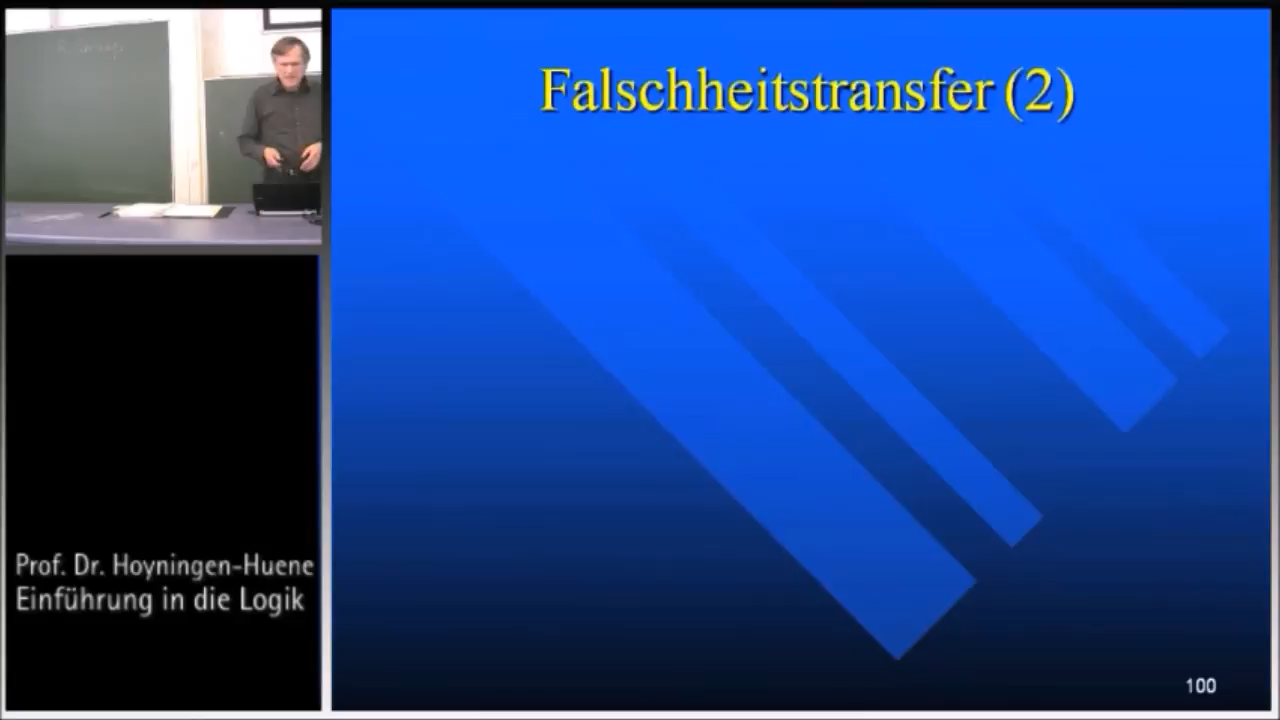 Falschheitstransfer (2)
Prof. Dr. Hoyningen-Huene
Einführung in die Logik
100